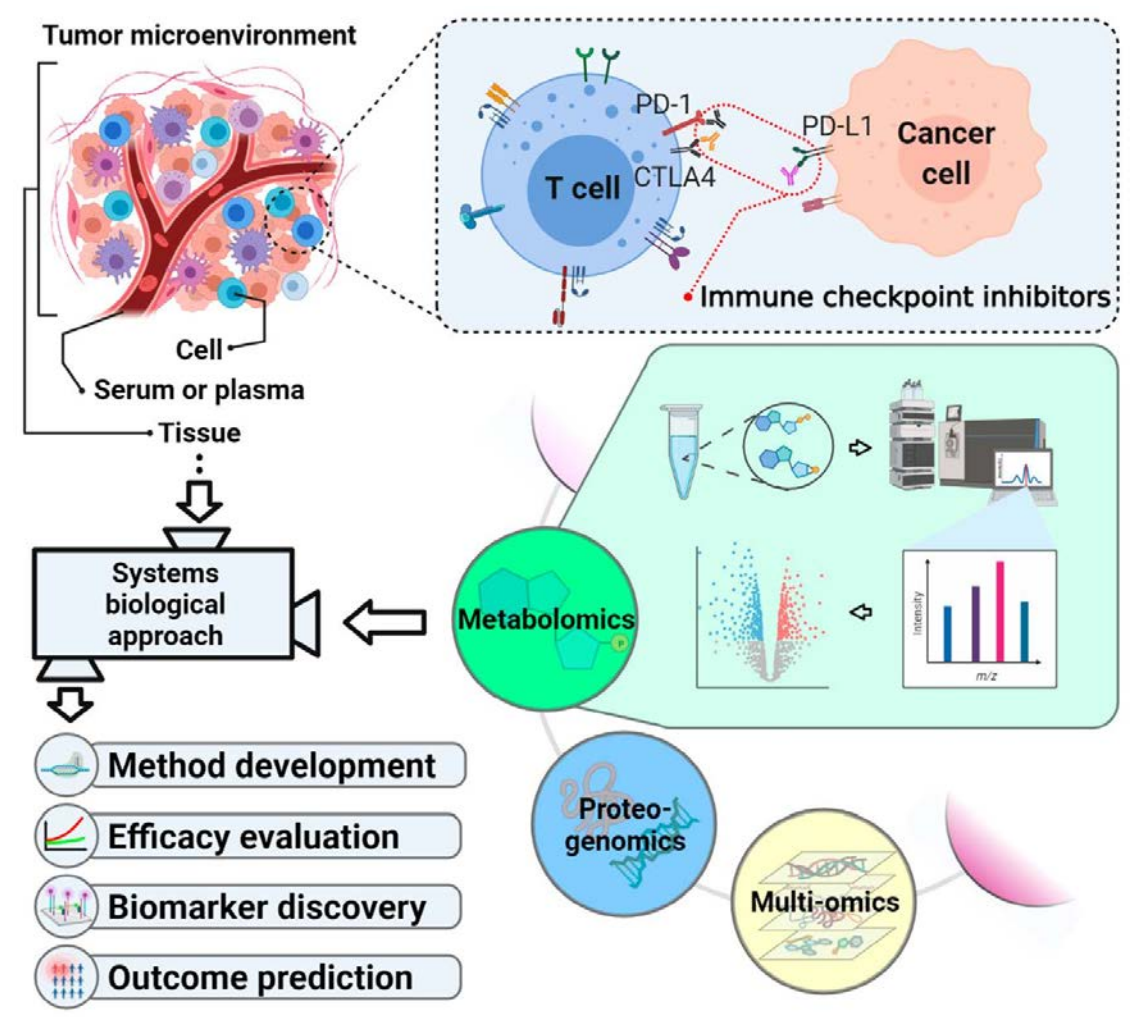 Tumor microenvironment
PD-1
PD-L1
Cancer
cell
T cell
CTLA4
Immune checkpoint inhibitors
Cell
Serum or plasma
Tissue
Systems
biological
approach
Metabolomics
P
Intensity
m/z
Method development
Efficacy evaluation
Biomarker discovery
Outcome prediction
Proteo-
genomics
Multi-omics